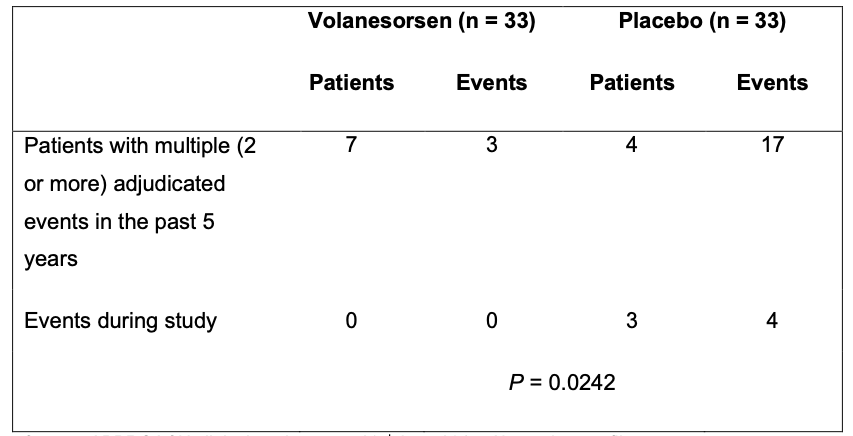 Volanesorsen (n = 33) Placebo (n = 33)
Patients Events Patients Events
Patients with multiple (2 7 3 4 17
or more) adjudicated
events in the past 5
years
Events during study 0 0 3 4
P = 0.0242